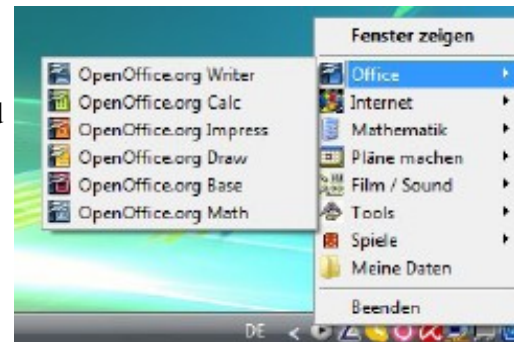 Fenster zeigen
Office
Internet
Mathematik
Pläne machen
Film / Sound
Tools
Spiele
Meine Daten
Beenden
OpenOffice.org Writer
OpenOffice.org Calc
OpenOffice.org Impress
OpenOffice.org Draw
OpenOffice.org Base
OpenOffice.org Math
DE